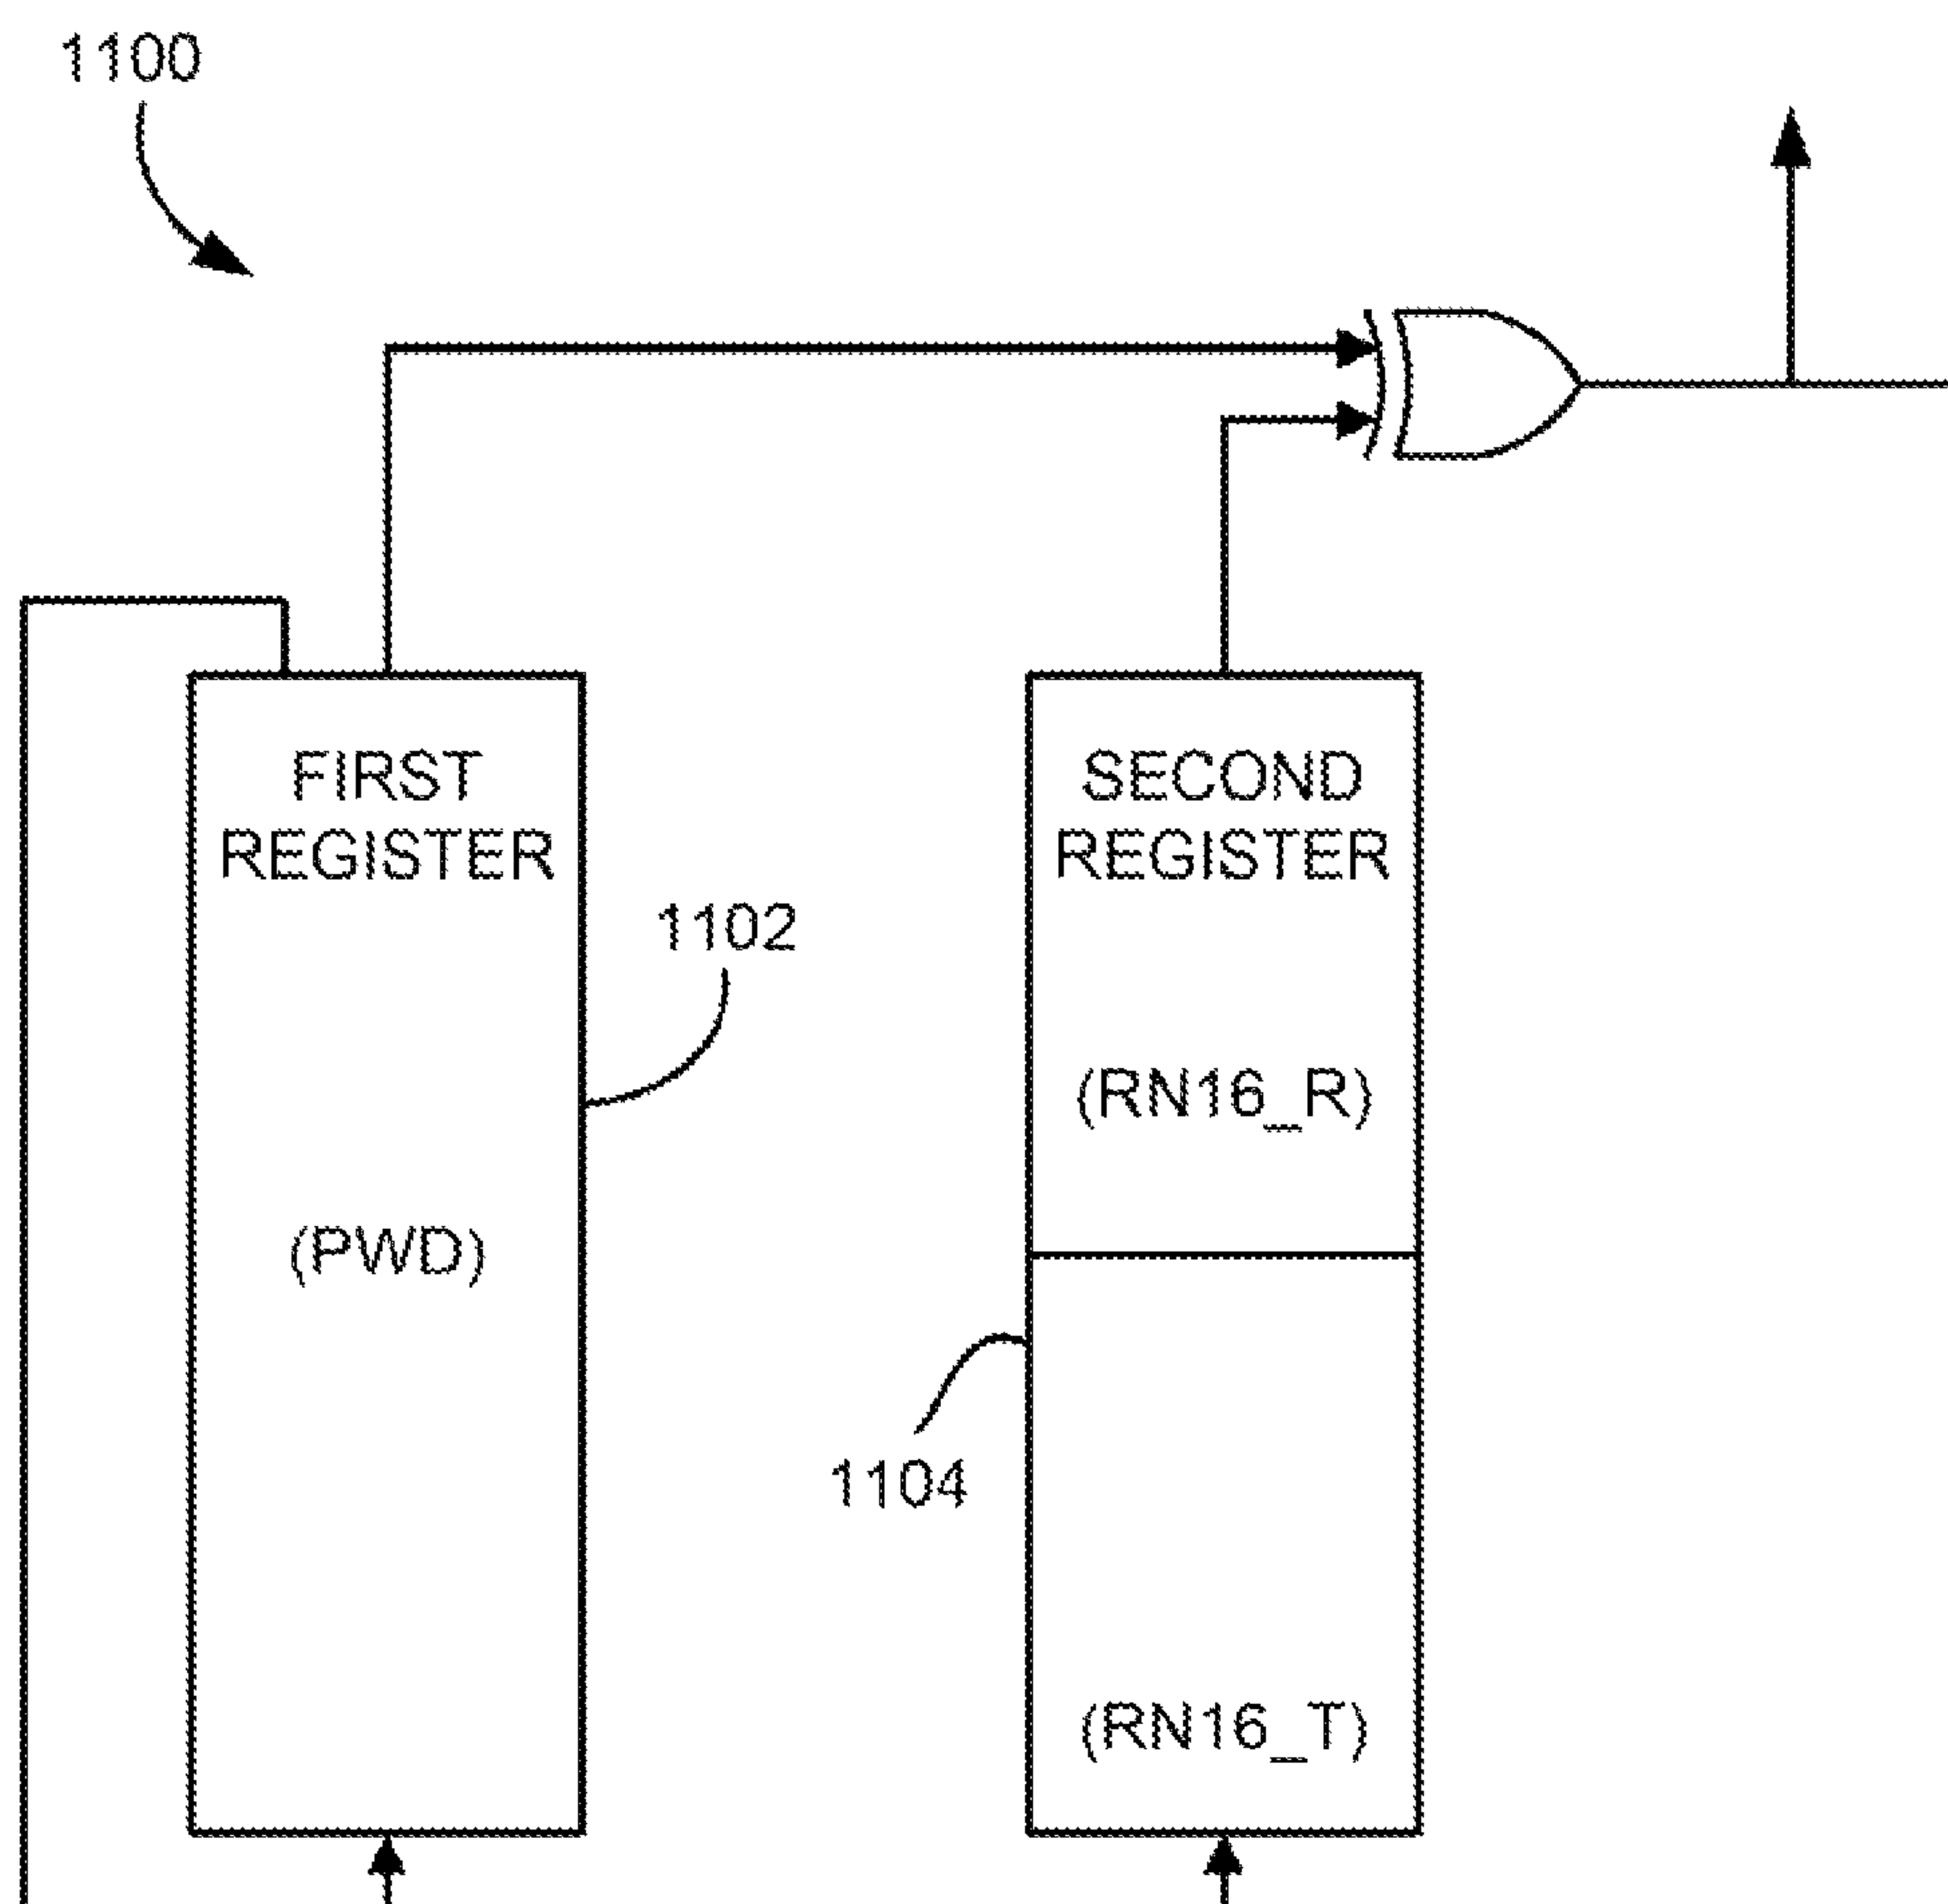 1100
FIRST
REGISTER
SECOND
REGISTER
1102
(RN16_R)
(PWD)
1104
(RN16_T)